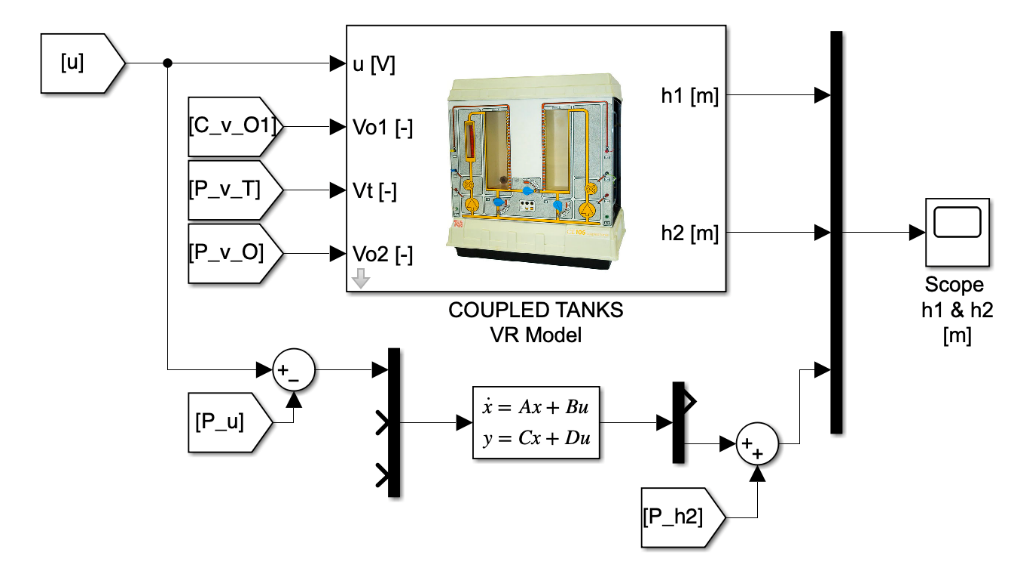 [u]
u [V]
[C_v_O1]
Vo1 [-]
h1 [m]
[P_v_T]
Vt [-]
[P_v_O]
Vo2 [-]
h2 [m]
COUPLED TANKS
VR Model
Scope
h1 & h2
[m]
+
−
[P_u]
ẋ = Ax + Bu
y = Cx + Du
+
+
[P_h2]